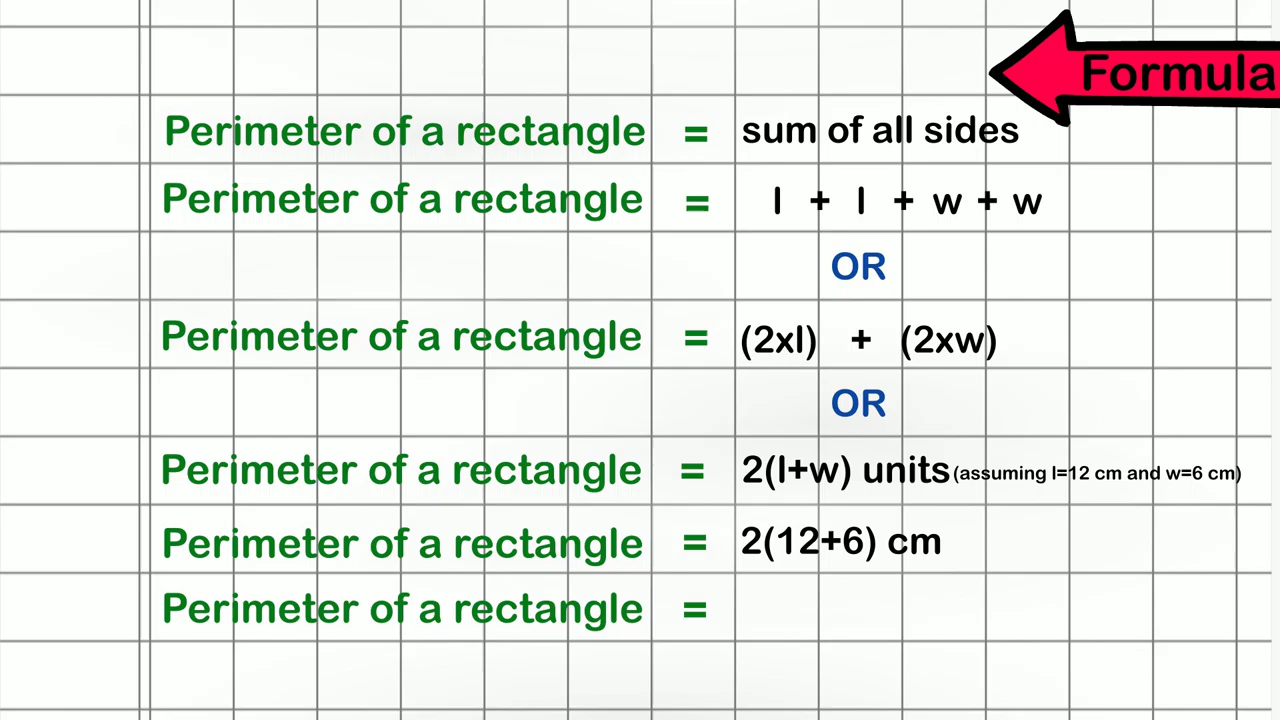 Formula
Perimeter of a rectangle = sum of all sides
Perimeter of a rectangle = l + l + w + w
OR
Perimeter of a rectangle = (2xl) + (2xw)
OR
Perimeter of a rectangle = 2(l+w) units (assuming l=12 cm and w=6 cm)
Perimeter of a rectangle = 2(12+6) cm
Perimeter of a rectangle =